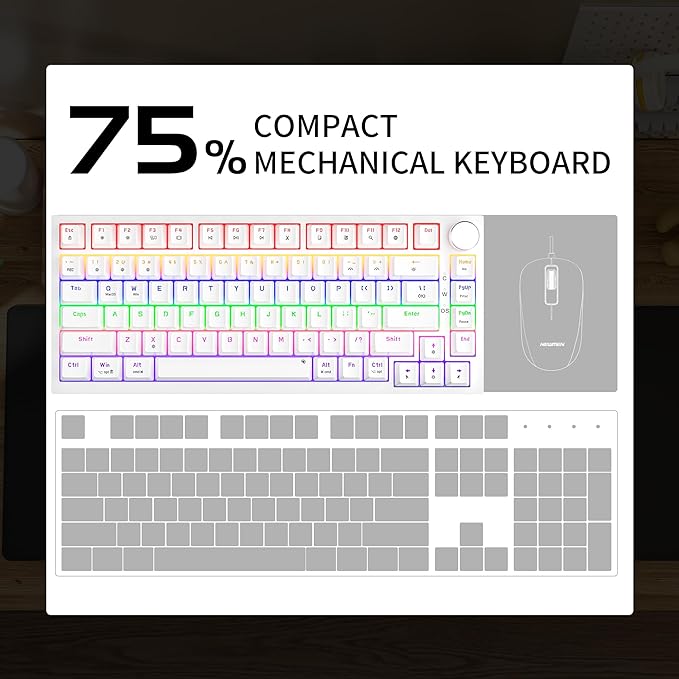 75% COMPACT
MECHANICAL KEYBOARD
Esc F1 F2 F3 F4 F5 F6 F7 F8 F9 F10 F11 F12 Del
Home
Tab Q W E R T Y U I O P PgUp
Caps A S D F G H J K L Enter PgDn
Shift Z X C V B N M Shift End
Ctrl Win Alt Alt Fn Ctrl
NEWMEN